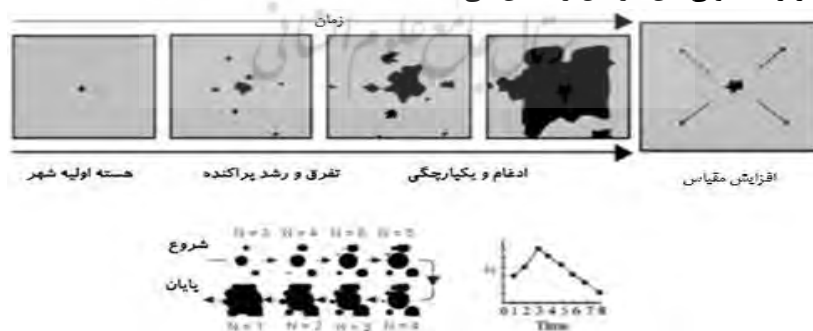 زمان
هسته اولیه شهر
تفرق و رشد پراکنده
ادغام و یکپارچگی
افزایش مقیاس
N=3 N=4 N=6 N=5
شروع
پایان
N=1 N=2 N=3 N=4
N
0 1 2 3 4 5 6 7 8
Time